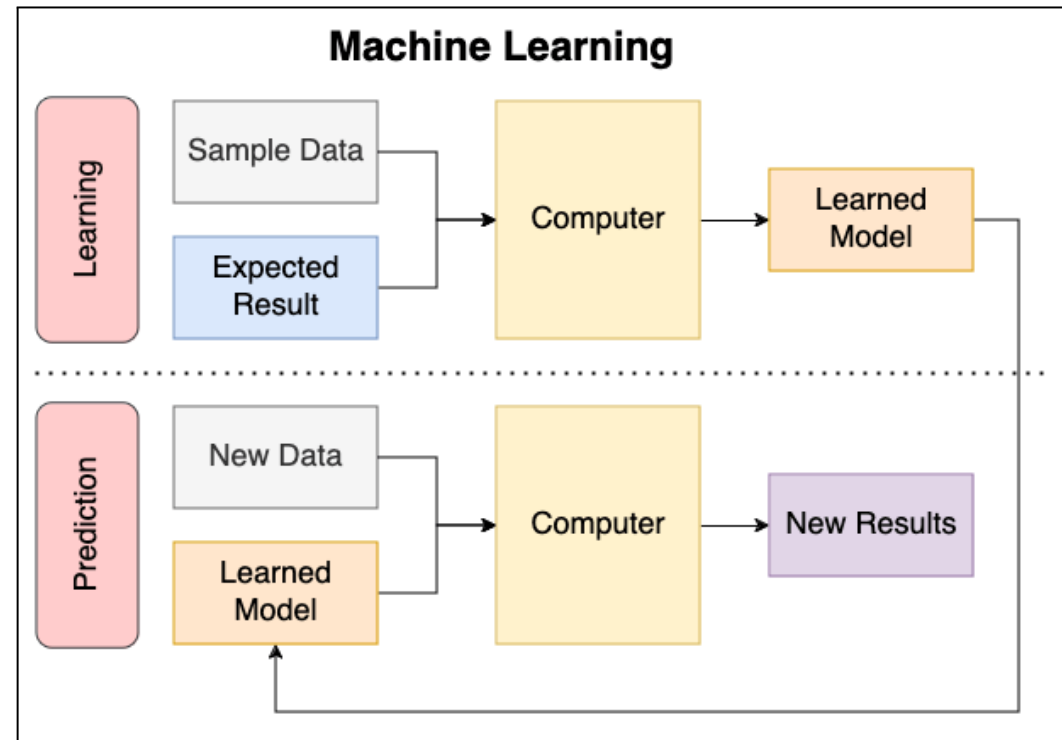 Machine Learning
Learning
Sample Data
Expected
Result
Computer
Learned
Model
Prediction
New Data
Learned
Model
Computer
New Results